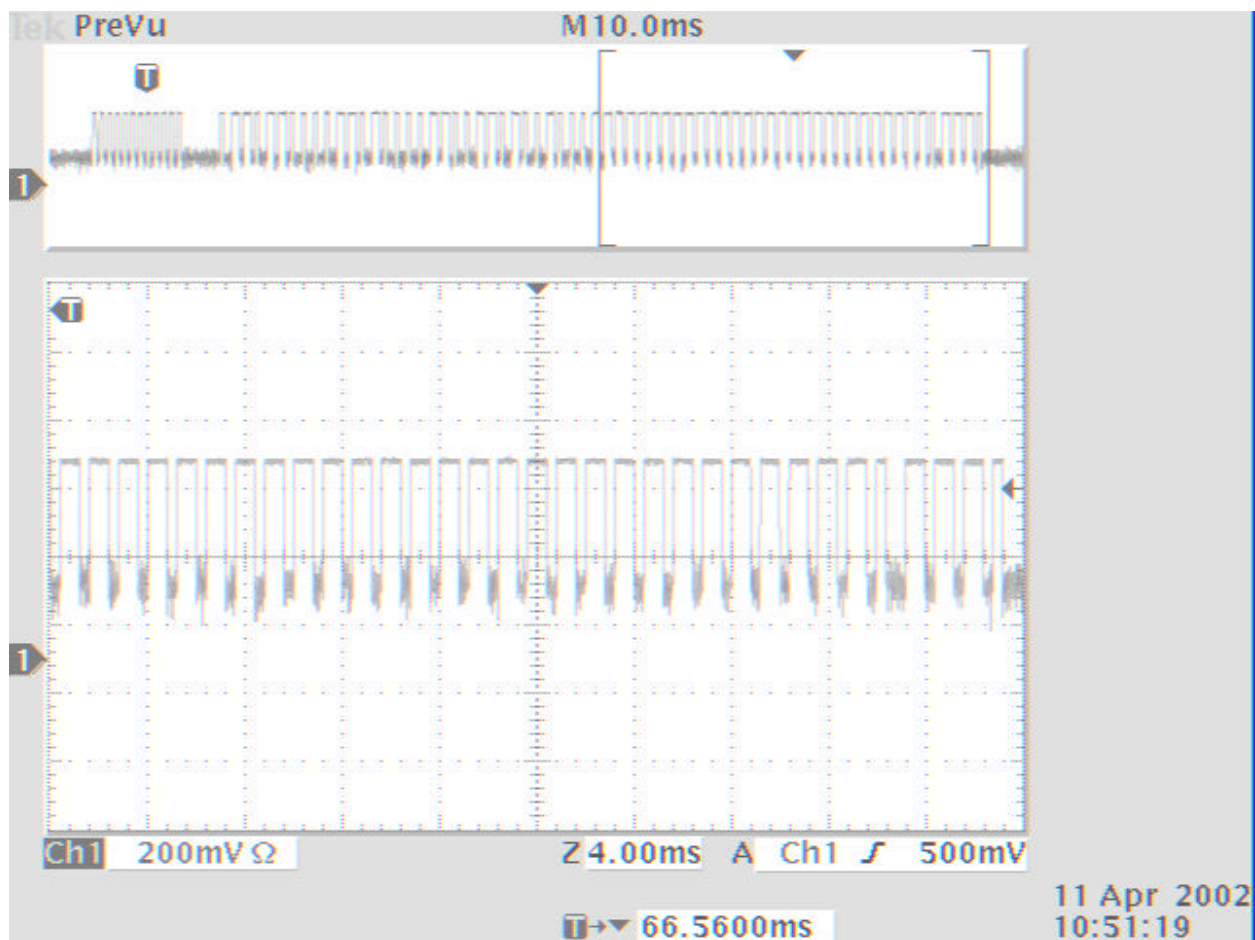 Tek PreVu M10.0ms
T
1
T
1
Ch1 200mV Ω Z 4.00ms A Ch1 500mV
11 Apr 2002
T 66.5600ms 10:51:19